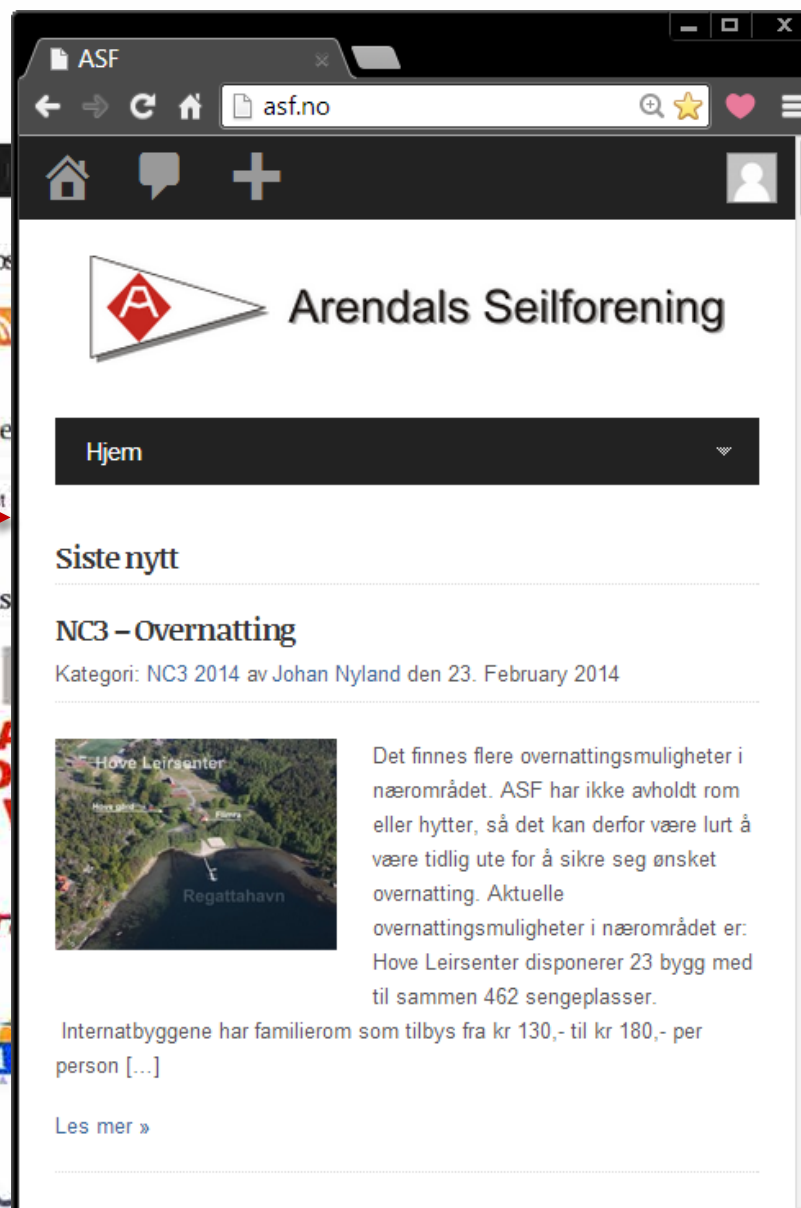 ASF
asf.no
A
Arendals Seilforening
Hjem
Siste nytt
NC3 – Overnatting
Kategori: NC3 2014 av Johan Nyland den 23. February 2014
Hove Leirsenter
Hove gård
Regattahavn
Det finnes flere overnattingsmuligheter i
nærområdet. ASF har ikke avholdt rom
eller hytter, så det kan derfor være lurt å
være tidlig ute for å sikre seg ønsket
overnatting. Aktuelle
overnattingsmuligheter i nærområdet er:
Hove Leirsenter disponerer 23 bygg med
til sammen 462 sengeplasser.
Internatbyggene har familierom som tilbys fra kr 130,- til kr 180,- per
person [...]
Les mer »